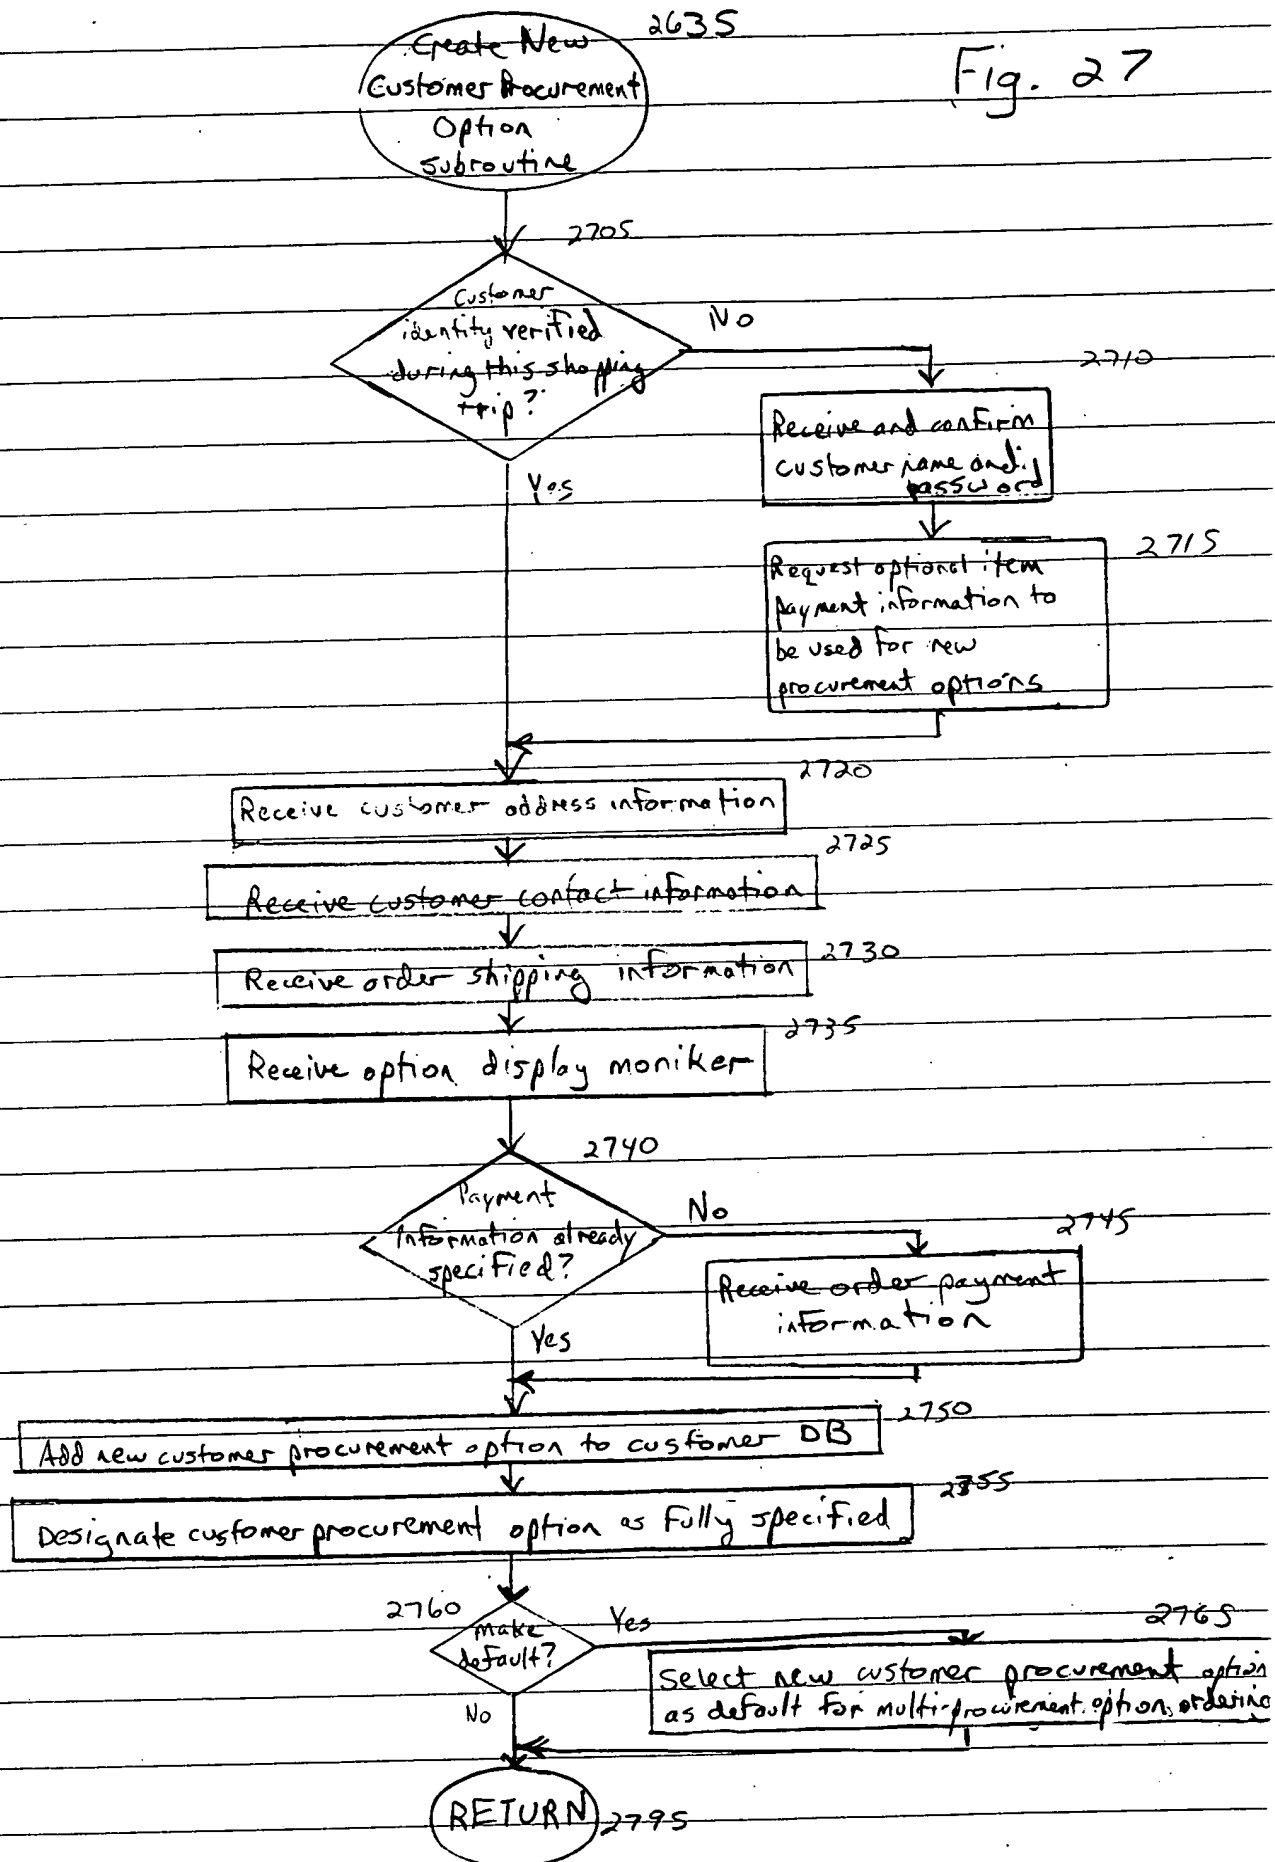 2635
Fig. 27
Create New
Customer Procurement
Option
subroutine
2705
Customer
identity verified
during this shopping
trip?
No
Yes
2710
Receive and confirm
customer name and
password
2715
Request optional item
payment information to
be used for new
procurement options
2720
Receive customer address information
2725
Receive customer contact information
2730
Receive order shipping information
2735
Receive option display moniker
2740
Payment
Information already
specified?
No
Yes
2745
Receive order payment
information
2750
Add new customer procurement option to customer DB
2755
Designate customer procurement option as fully specified
2760
make
default?
Yes
No
2765
Select new customer procurement option
as default for multi-procurement option ordering
RETURN
2795